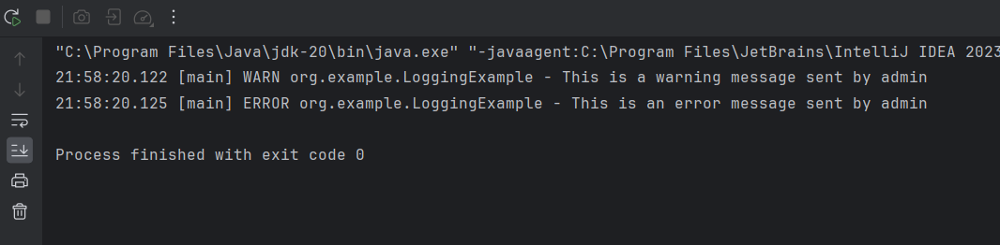 "C:\Program Files\Java\jdk-20\bin\java.exe" "-javaagent:C:\Program Files\JetBrains\IntelliJ IDEA 2023
21:58:20.122 [main] WARN org.example.LoggingExample - This is a warning message sent by admin
21:58:20.125 [main] ERROR org.example.LoggingExample - This is an error message sent by admin
Process finished with exit code 0